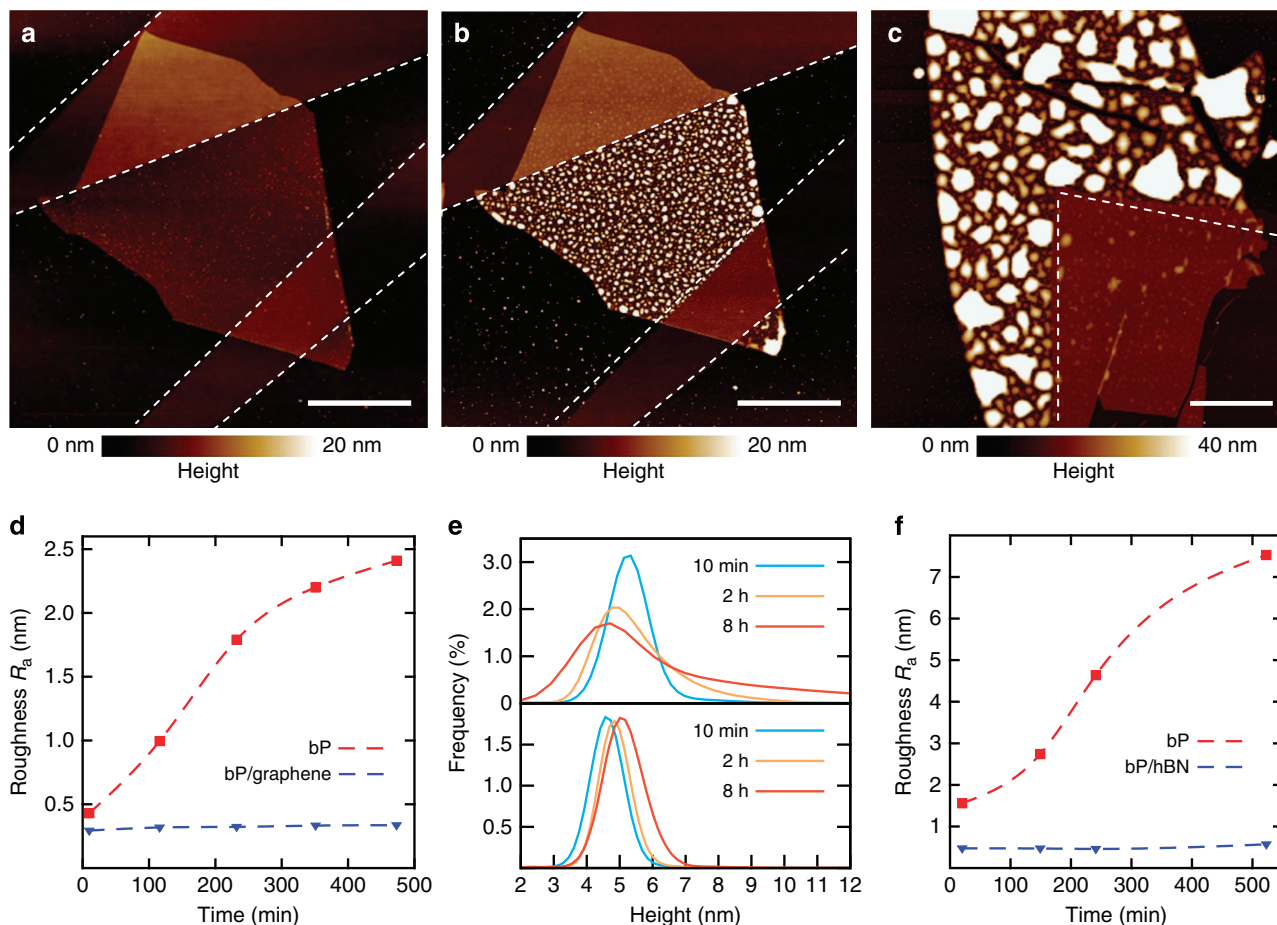 a
b
c
0 nm 20 nm
Height
0 nm 20 nm
Height
0 nm 40 nm
Height
d
2.5
2.0
1.5
1.0
0.5
Roughness Ra (nm)
bP
bP/graphene
0 100 200 300 400 500
Time (min)
e
3.0
2.0
1.0
0
1.5
1.0
0.5
Frequency (%)
10 min
2 h
8 h
10 min
2 h
8 h
2 3 4 5 6 7 8 9 10 11 12
Height (nm)
f
7
6
5
4
3
2
1
Roughness Ra (nm)
bP
bP/hBN
0 100 200 300 400 500
Time (min)